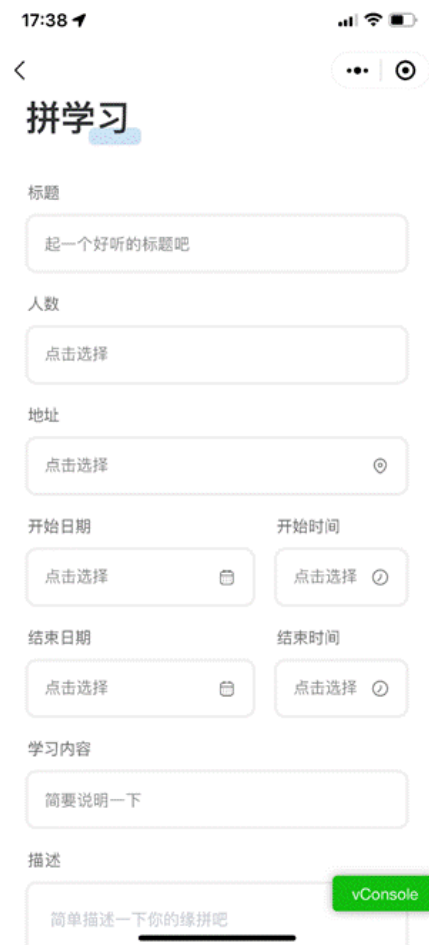 17:38
拼学习
标题
起一个好听的标题吧
人数
点击选择
地址
点击选择
开始日期 开始时间
点击选择 点击选择
结束日期 结束时间
点击选择 点击选择
学习内容
简要说明一下
描述
vConsole
简单描述一下你的缘拼吧